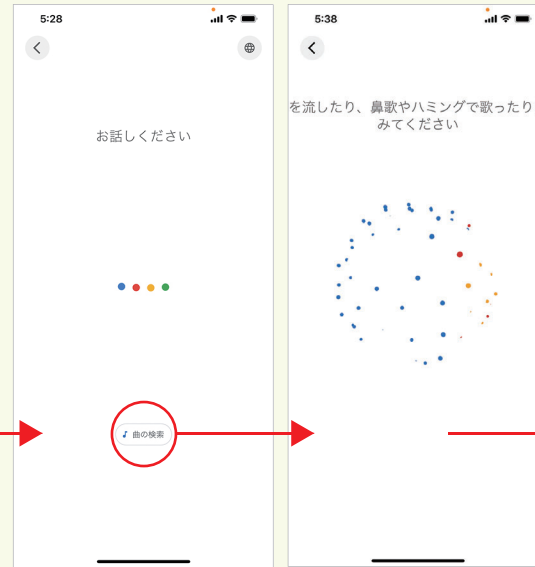 5:28
お話しください
曲の検索
5:38
を流したり、鼻歌やハミングで歌ったり
みてください